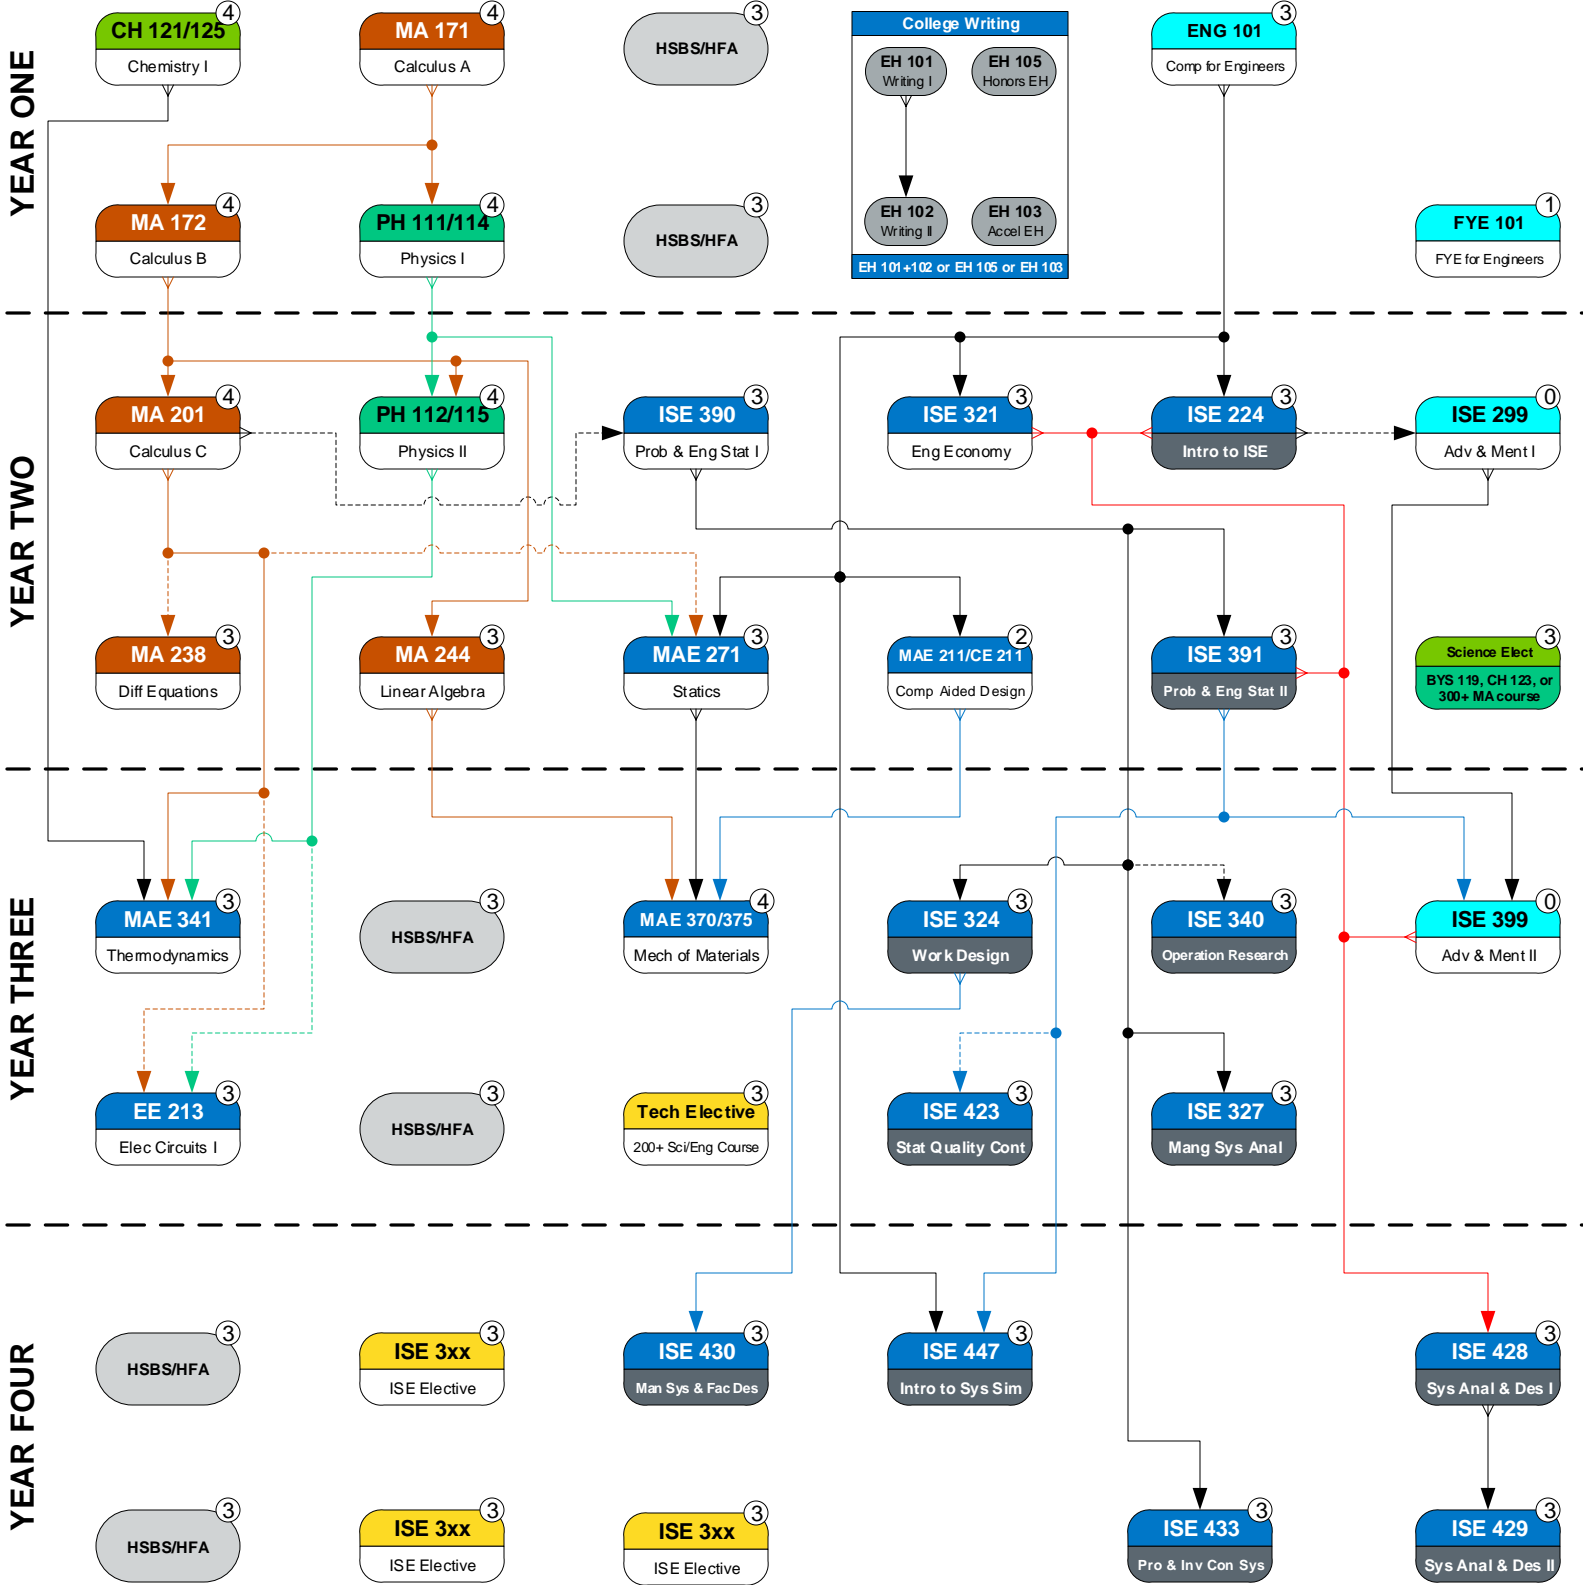 YEAR ONE
4
CH 121/125
Chemistry I
4
MA 171
Calculus A
3
HSBS/HFA
College Writing
EH 101
Writing I
EH 105
Honors EH
EH 102
Writing II
EH 103
Accel EH
EH 101+102 or EH 105 or EH 103
3
ENG 101
Comp for Engineers
4
MA 172
Calculus B
4
PH 111/114
Physics I
3
HSBS/HFA
1
FYE 101
FYE for Engineers
YEAR TWO
4
MA 201
Calculus C
4
PH 112/115
Physics II
3
ISE 390
Prob & Eng Stat I
3
ISE 321
Eng Economy
3
ISE 224
Intro to ISE
0
ISE 299
Adv & Ment I
3
MA 238
Diff Equations
3
MA 244
Linear Algebra
3
MAE 271
Statics
2
MAE 211/CE 211
Comp Aided Design
3
ISE 391
Prob & Eng Stat II
3
Science Elect
BYS 119, CH 123, or
300+ MA course
YEAR THREE
3
MAE 341
Thermodynamics
3
HSBS/HFA
4
MAE 370/375
Mech of Materials
3
ISE 324
Work Design
3
ISE 340
Operation Research
0
ISE 399
Adv & Ment II
3
EE 213
Elec Circuits I
3
HSBS/HFA
3
Tech Elective
200+ Sci/Eng Course
3
ISE 423
Stat Quality Cont
3
ISE 327
Mang Sys Anal
YEAR FOUR
3
HSBS/HFA
3
ISE 3xx
ISE Elective
3
ISE 430
Man Sys & Fac Des
3
ISE 447
Intro to Sys Sim
3
ISE 428
Sys Anal & Des I
3
HSBS/HFA
3
ISE 3xx
ISE Elective
3
ISE 3xx
ISE Elective
3
ISE 433
Pro & Inv Con Sys
3
ISE 429
Sys Anal & Des II